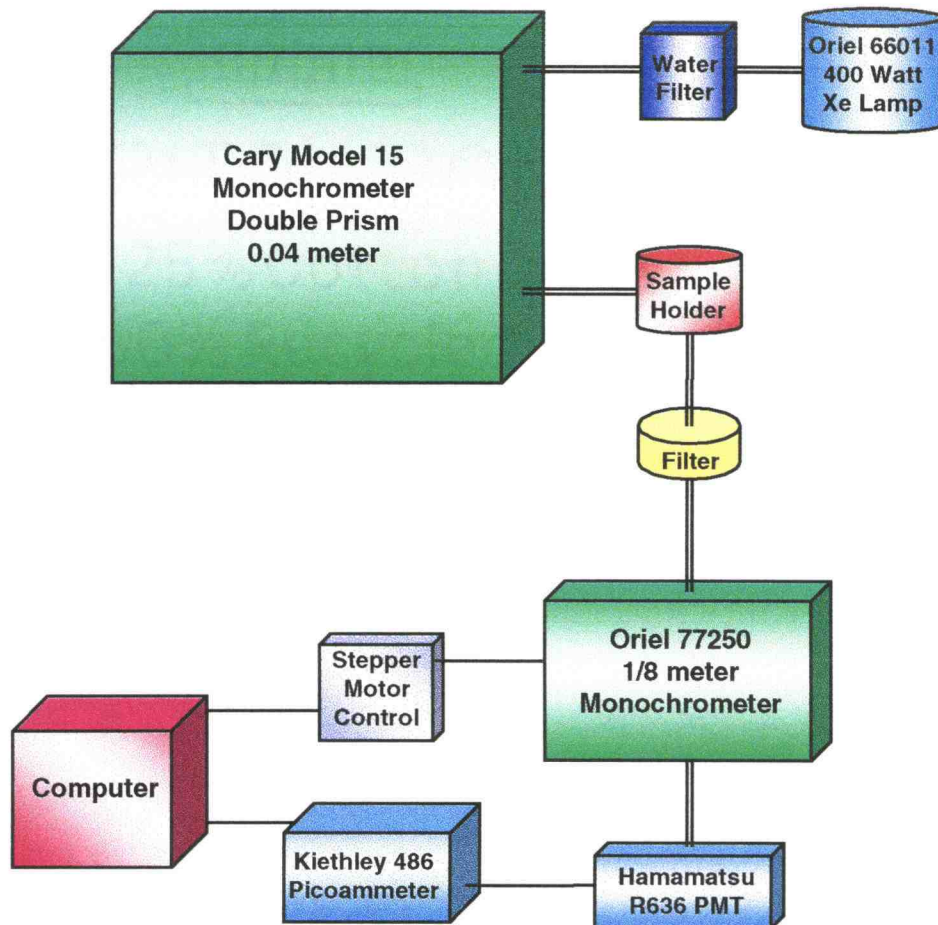 Oriel 66011
400 Watt
Xe Lamp
Water
Filter
Cary Model 15
Monochrometer
Double Prism
0.04 meter
Sample
Holder
Filter
Oriel 77250
1/8 meter
Monochrometer
Stepper
Motor
Control
Computer
Kiethley 486
Picoammeter
Hamamatsu
R636 PMT